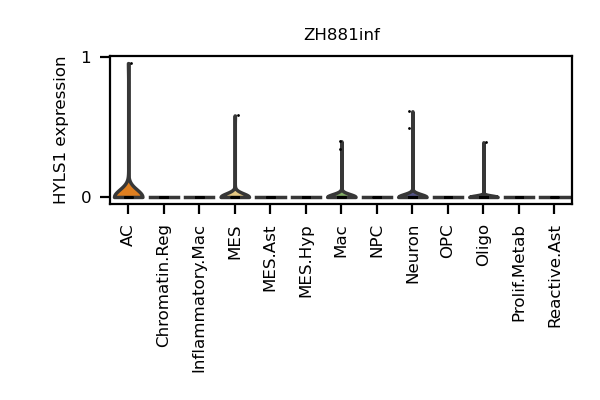 ZH881inf
HYLS1 expression
1
0
AC
Chromatin.Reg
Inflammatory.Mac
MES
MES.Ast
MES.Hyp
Mac
NPC
Neuron
OPC
Oligo
Prolif.Metab
Reactive.Ast